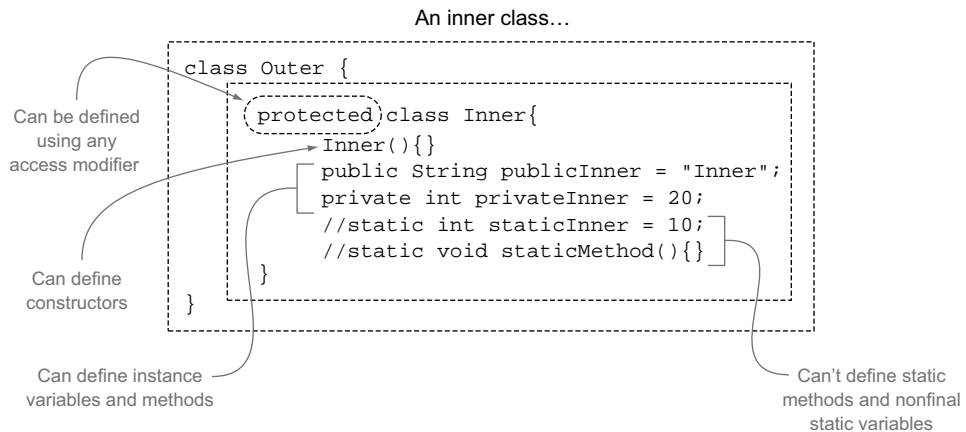 An inner class…
class Outer {
protected class Inner{
Inner(){}
public String publicInner = "Inner";
private int privateInner = 20;
//static int staticInner = 10;
//static void staticMethod(){}
}
}
Can be defined
using any
access modifier
Can define
constructors
Can define instance
variables and methods
Can’t define static
methods and nonfinal
static variables